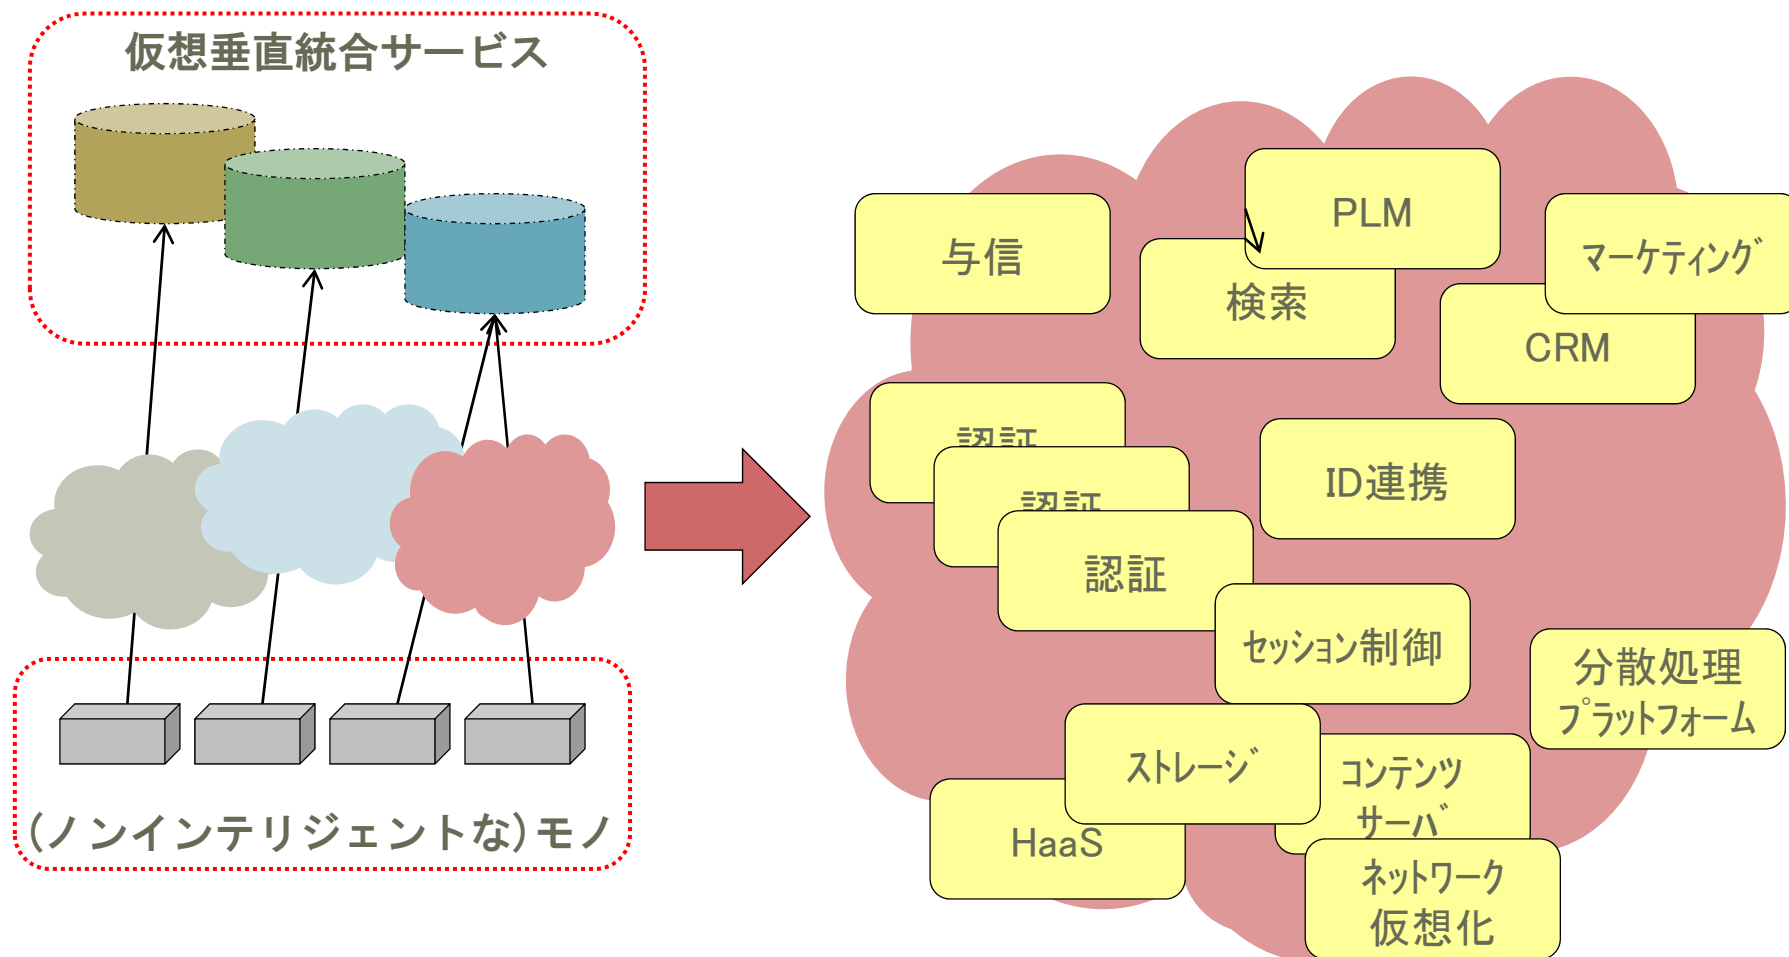 仮想垂直統合サービス
(ノンインテリジェントな)モノ
与信
PLM
検索
マーケティング
CRM
認証
認証
認証
ID連携
セッション制御
分散処理
プラットフォーム
ストレージ
コンテンツ
サーバ
HaaS
ネットワーク
仮想化